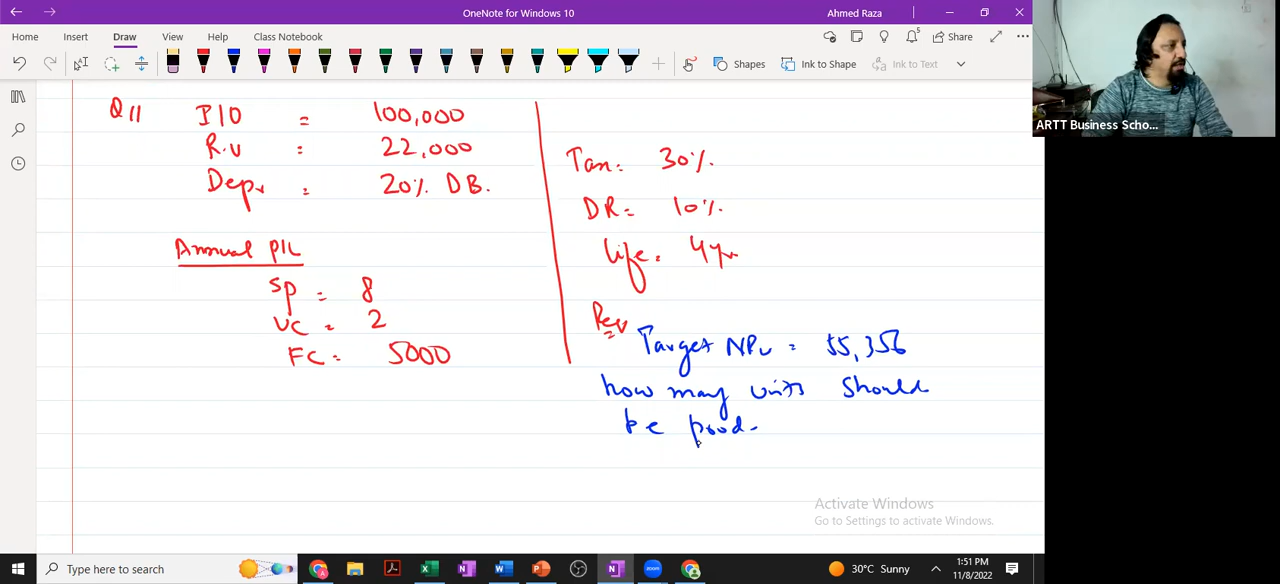 OneNote for Windows 10
Ahmed Raza
Home Insert Draw View Help Class Notebook
Share
Shapes Ink to Shape Ink to Text
ARTT Business Scho...
Q11 I/O = 100,000
R.V = 22,000
Depr = 20% DB.
Annual P/L
SP = 8
VC = 2
FC = 5000
Tax = 30%
DR = 10%
life = 4yr
Req
Target NPV = 55,356
how many units should
be prod.
Activate Windows
Go to Settings to activate Windows.
Type here to search
30°C Sunny
1:51 PM
11/8/2022